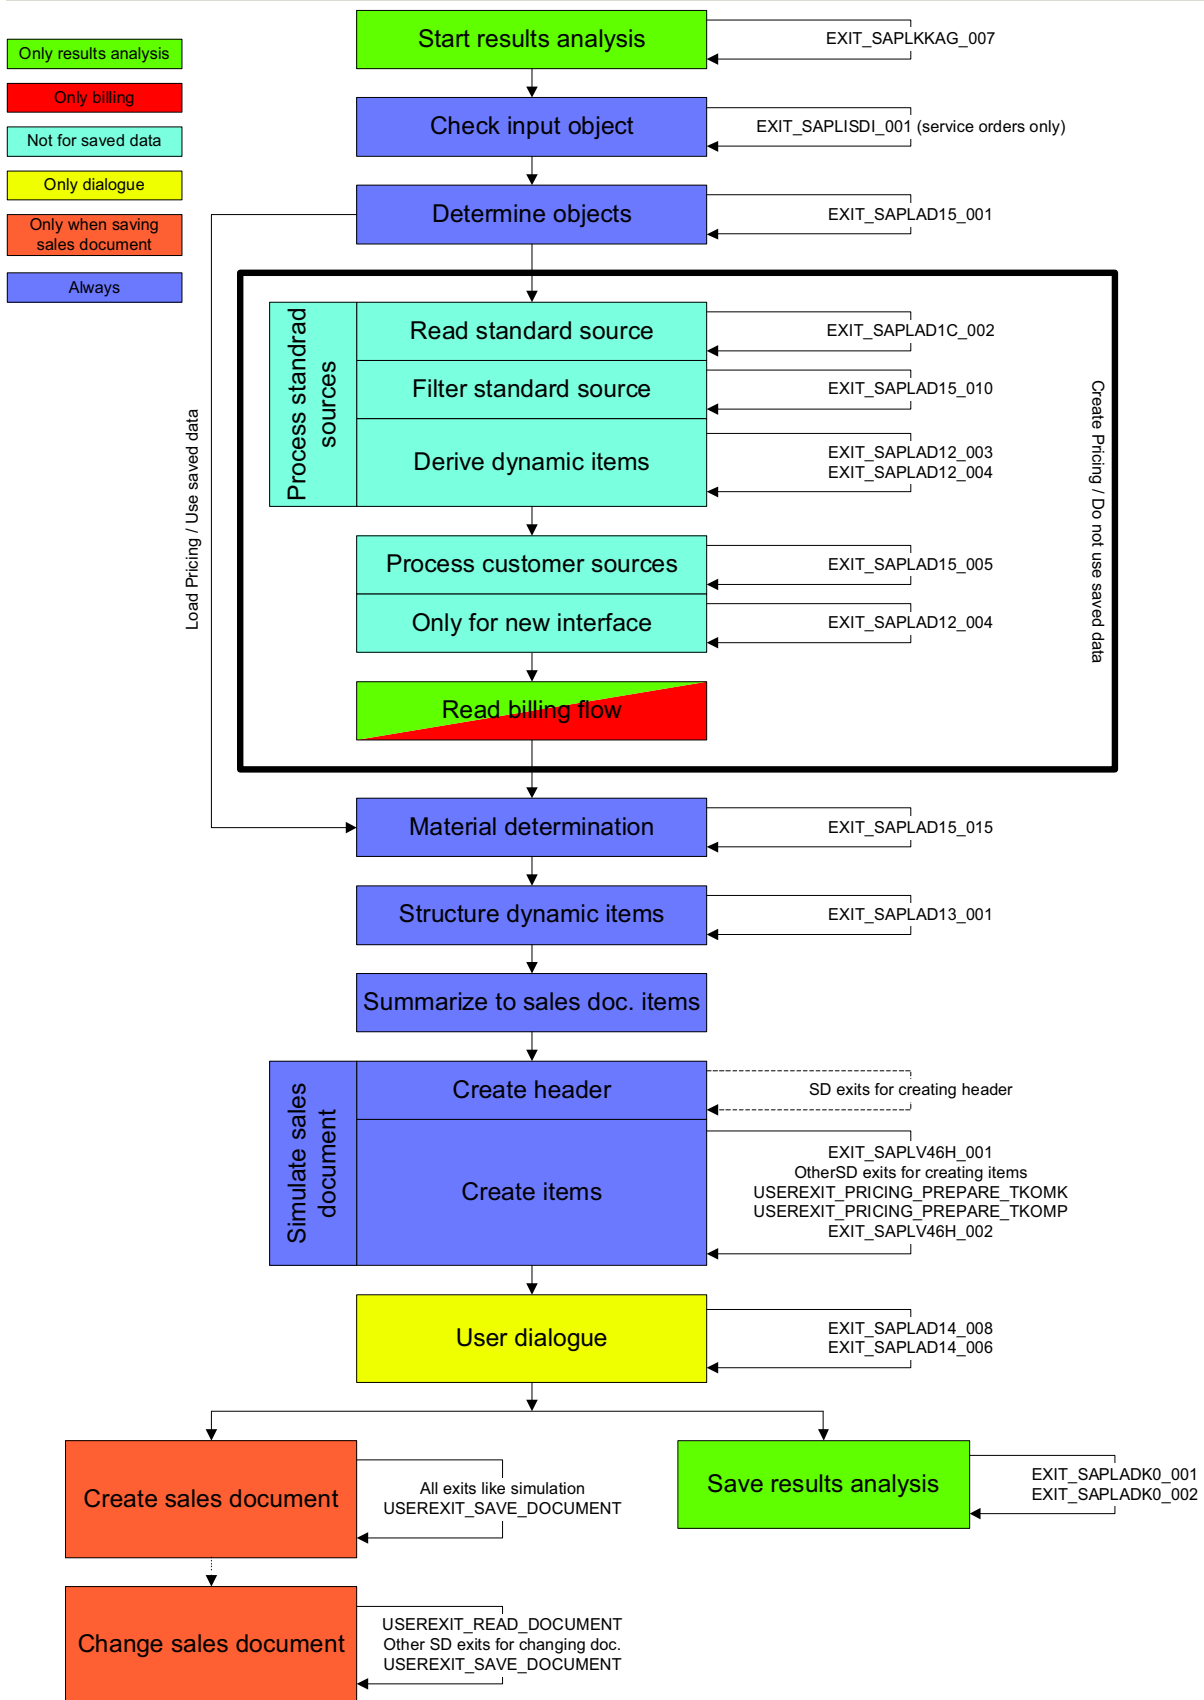 Start results analysis
EXIT_SAPLKKAG_007
Only results analysis
Only billing
Not for saved data
Only dialogue
Only when saving
sales document
Always
Check input object
EXIT_SAPLISDI_001 (service orders only)
Determine objects
EXIT_SAPLAD15_001
Load Pricing / Use saved data
Create Pricing / Do not use saved data
Process standrad
sources
Read standard source
EXIT_SAPLAD1C_002
Filter standard source
EXIT_SAPLAD15_010
Derive dynamic items
EXIT_SAPLAD12_003
EXIT_SAPLAD12_004
Process customer sources
EXIT_SAPLAD15_005
Only for new interface
EXIT_SAPLAD12_004
Read billing flow
Material determination
EXIT_SAPLAD15_015
Structure dynamic items
EXIT_SAPLAD13_001
Summarize to sales doc. items
Simulate sales
document
Create header
SD exits for creating header
Create items
EXIT_SAPLV46H_001
OtherSD exits for creating items
USEREXIT_PRICING_PREPARE_TKOMK
USEREXIT_PRICING_PREPARE_TKOMP
EXIT_SAPLV46H_002
User dialogue
EXIT_SAPLAD14_008
EXIT_SAPLAD14_006
Create sales document
All exits like simulation
USEREXIT_SAVE_DOCUMENT
Save results analysis
EXIT_SAPLADK0_001
EXIT_SAPLADK0_002
Change sales document
USEREXIT_READ_DOCUMENT
Other SD exits for changing doc.
USEREXIT_SAVE_DOCUMENT